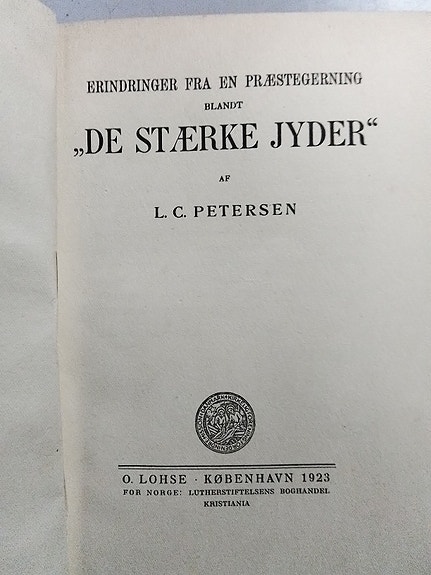 ERINDRINGER FRA EN PRÆSTEGERNING
BLANDT
„DE STÆRKE JYDER“
AF
L. C. PETERSEN
O. LOHSE · KØBENHAVN 1923
FOR NORGE: LUTHERSTIFTELSENS BOGHANDEL
KRISTIANIA